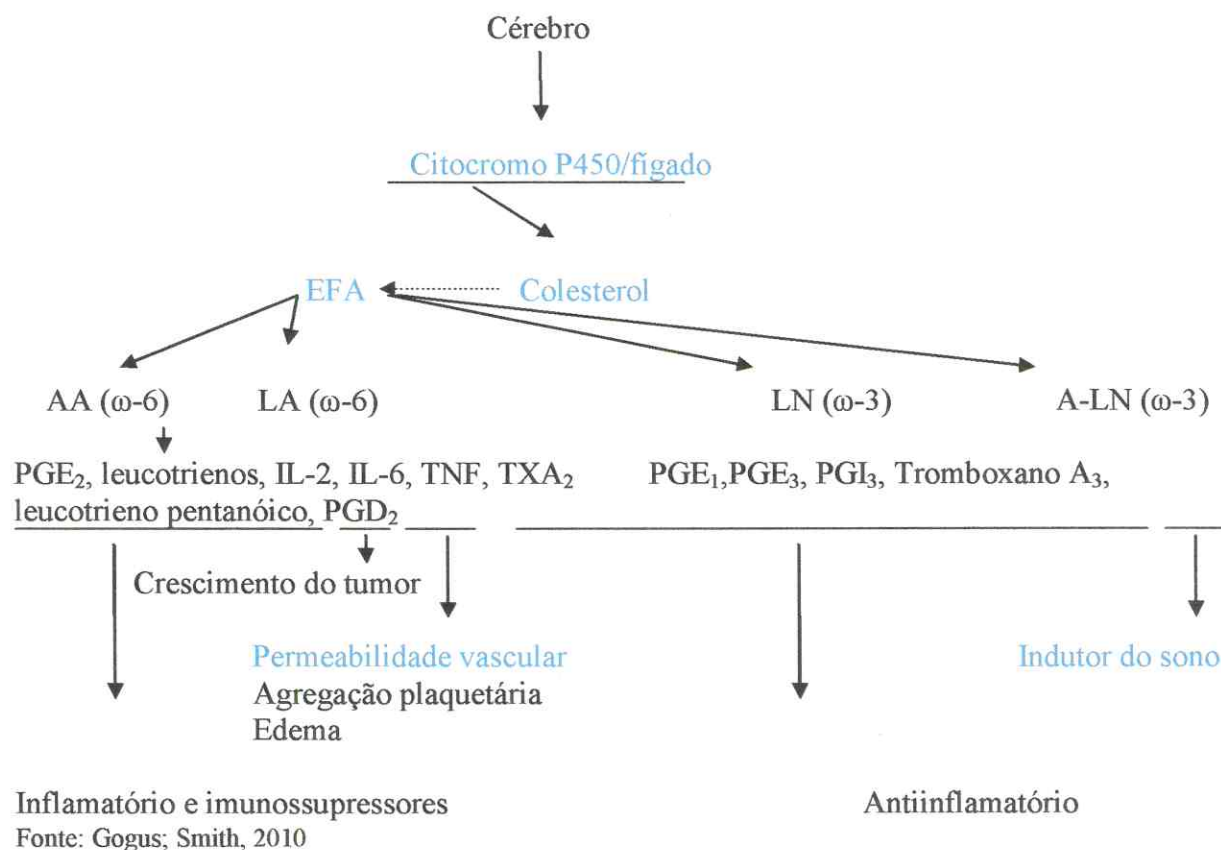 Cérebro
Citocromo P450/fígado
EFA Colesterol
AA (ω-6) LA (ω-6) LN (ω-3) A-LN (ω-3)
PGE₂, leucotrienos, IL-2, IL-6, TNF, TXA₂ PGE₁,PGE₃, PGI₃, Tromboxano A₃,
leucotrieno pentanóico, PGD₂
Crescimento do tumor
Permeabilidade vascular Indutor do sono
Agregação plaquetária
Edema
Inflamatório e imunossupressores Antiinflamatório
Fonte: Gogus; Smith, 2010